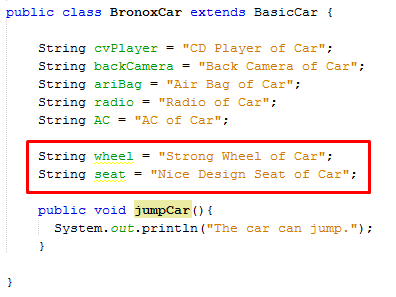 public class BronoxCar extends BasicCar {
String cvPlayer = "CD Player of Car";
String backCamera = "Back Camera of Car";
String ariBag = "Air Bag of Car";
String radio = "Radio of Car";
String AC = "AC of Car";
String wheel = "Strong Wheel of Car";
String seat = "Nice Design Seat of Car";
public void jumpCar(){
System.out.println("The car can jump.");
}
}